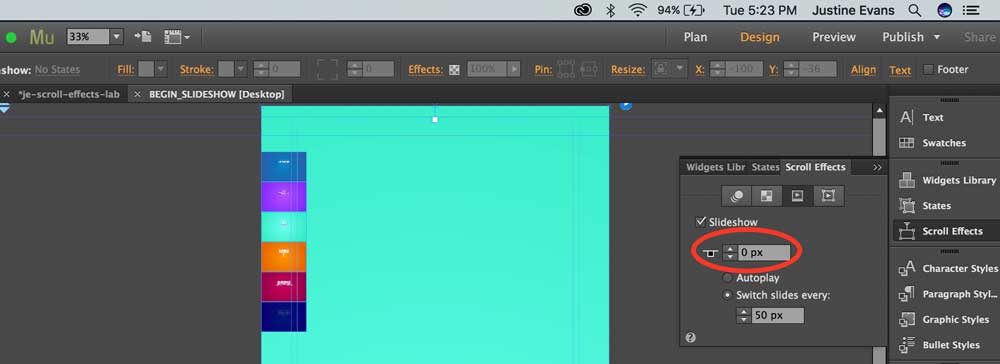 94% Tue 5:23 PM Justine Evans
Mu 33% Plan Design Preview Publish Share
show: No States Fill: Stroke: 0 0 Effects: 100% Pin: Resize: X: -100 Y: -36 Align Text Footer
× *je-scroll-effects-lab × BEGIN_SLIDESHOW [Desktop]
Text
Swatches
Widgets Libr States Scroll Effects >>
Widgets Library
States
Slideshow
Scroll Effects
0 px
Autoplay
Character Styles
Switch slides every:
Paragraph Styl...
50 px
Graphic Styles
?
Bullet Styles